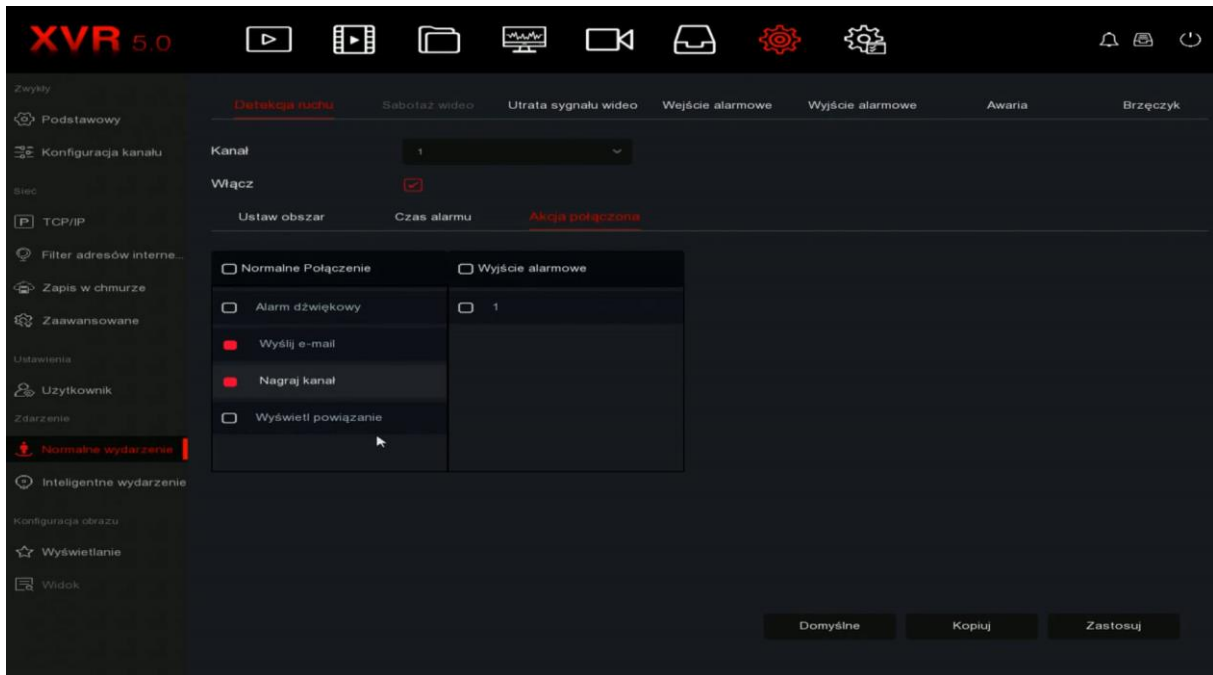 XVR 5.0
Zwykły
Podstawowy
Konfiguracja kanału
Sieć
TCP/IP
Filter adresów interne...
Zapis w chmurze
Zaawansowane
Ustawienia
Użytkownik
Zdarzenie
Normalne wydarzenie
Inteligentne wydarzenie
Konfiguracja obrazu
Wyświetlanie
Widok
Detekcja ruchu Sabotaż wideo Utrata sygnału wideo Wejście alarmowe Wyjście alarmowe Awaria Brzęczyk
Kanał 1
Włącz
Ustaw obszar Czas alarmu Akcja połączona
Normalne Połączenie Wyjście alarmowe
Alarm dźwiękowy 1
Wyślij e-mail
Nagraj kanał
Wyświetl powiązanie
Domyślne Kopiuj Zastosuj